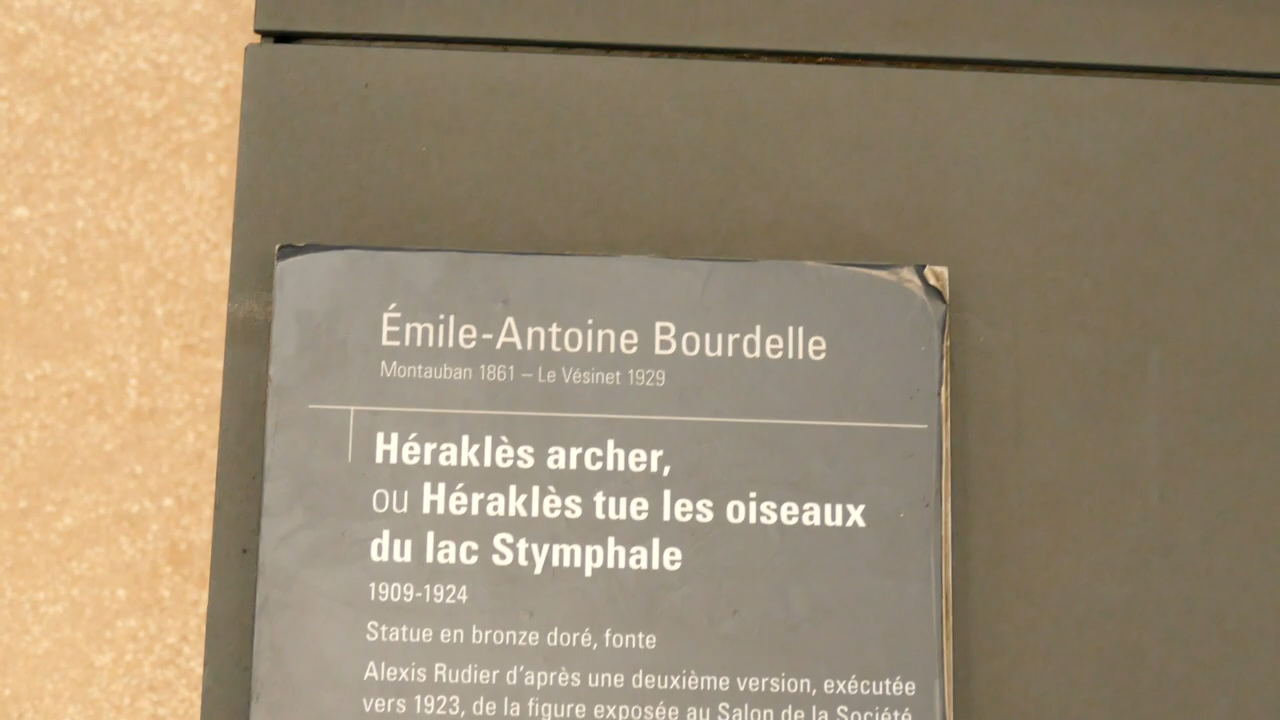 Émile-Antoine Bourdelle
Montauban 1861 – Le Vésinet 1929
Héraklès archer,
ou Héraklès tue les oiseaux
du lac Stymphale
1909-1924
Statue en bronze doré, fonte
Alexis Rudier d'après une deuxième version, exécutée
vers 1923, de la figure exposée au Salon de la Société